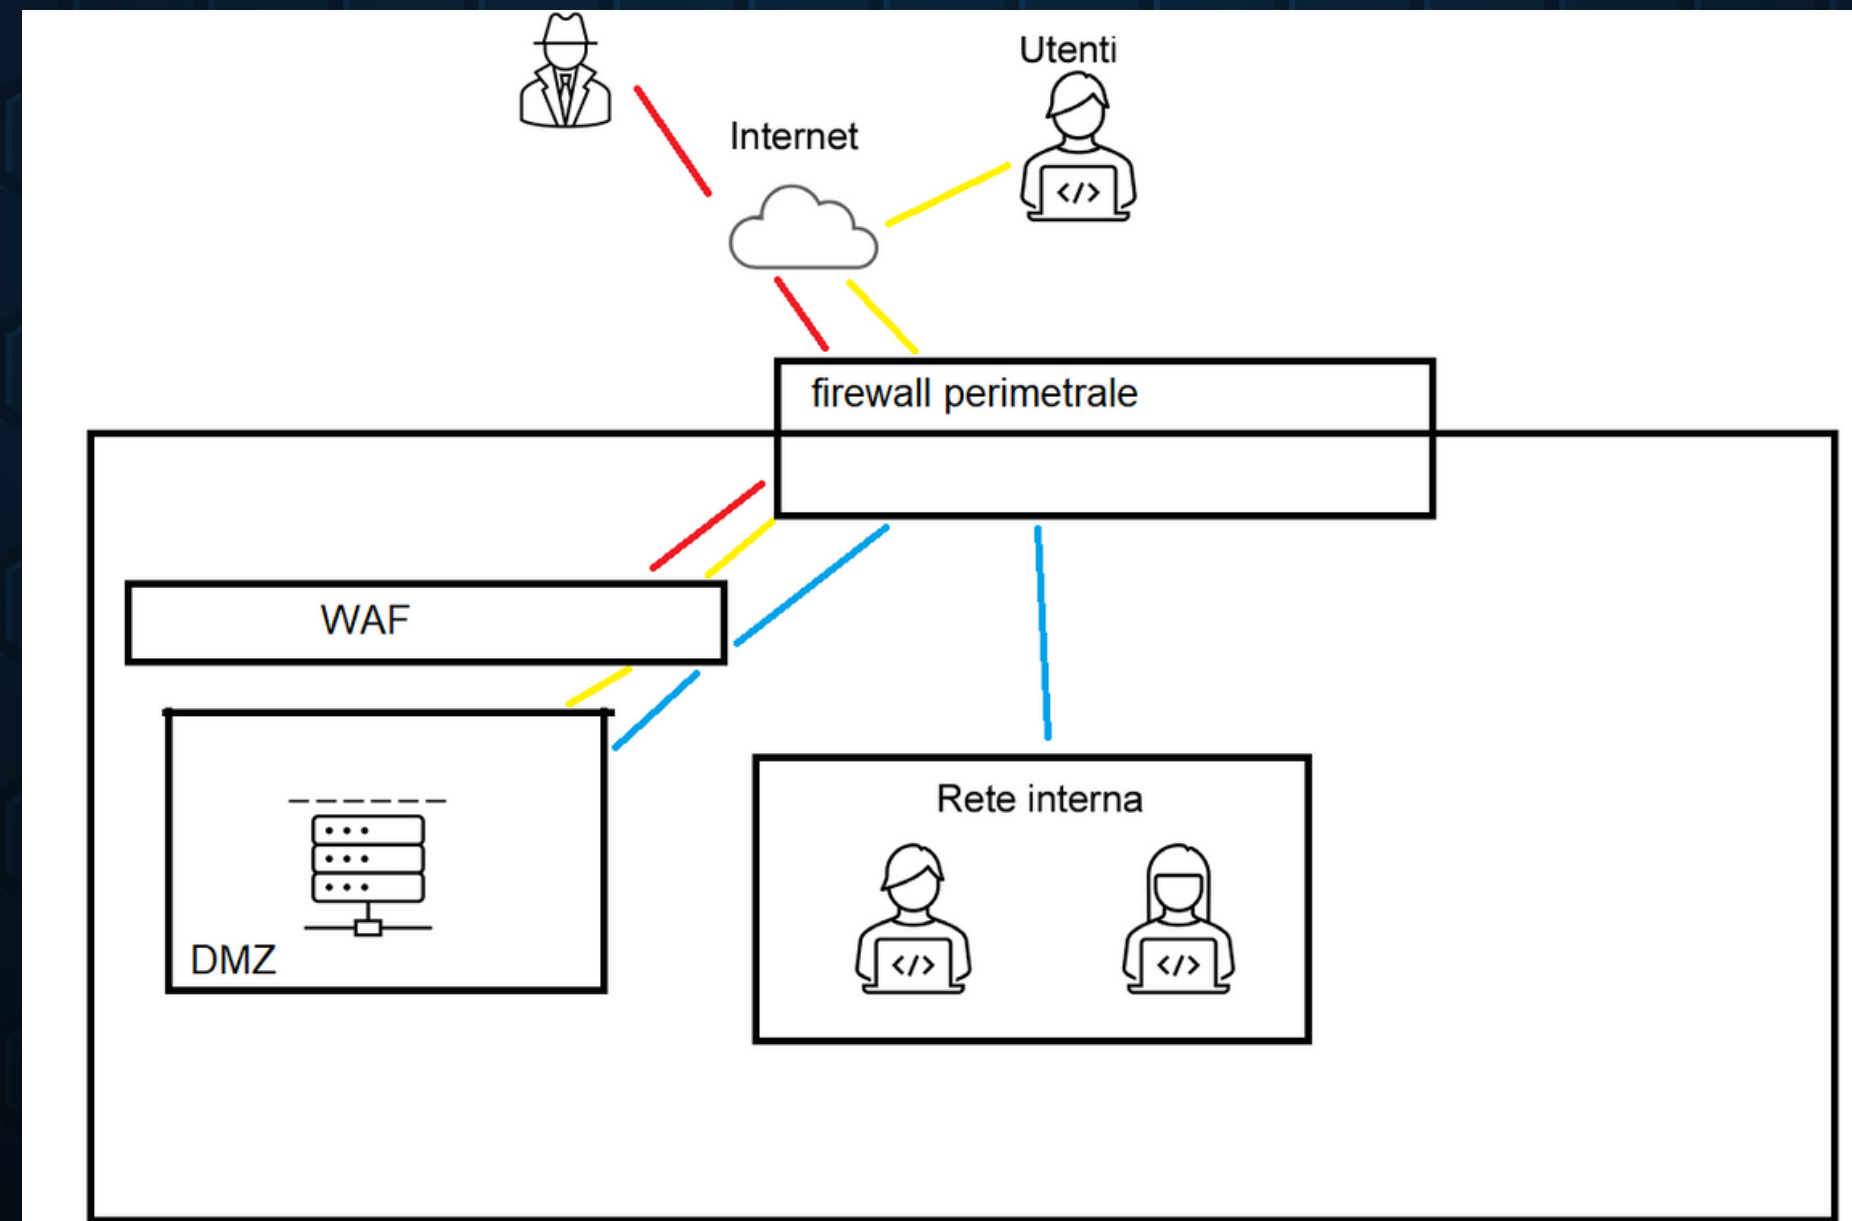 Utenti
Internet
</>
firewall perimetrale
WAF
Rete interna
</>
</>
DMZ